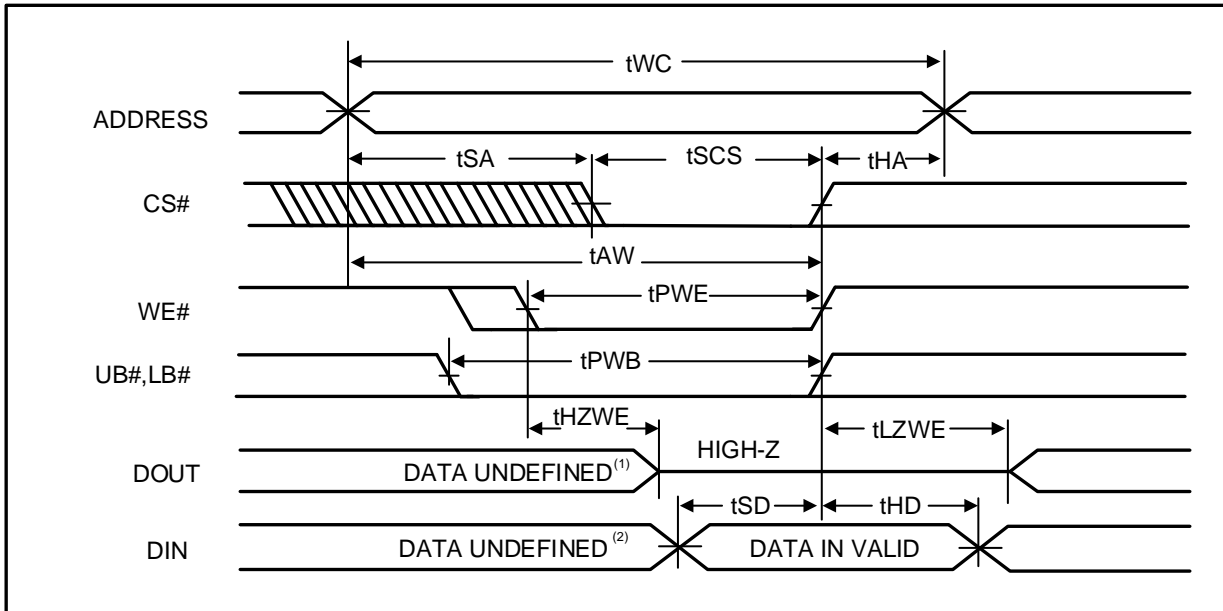 tWC
ADDRESS
tSA
tSCS
tHA
CS#
tAW
WE#
tPWE
UB#,LB#
tPWB
tHZWE
tLZWE
DOUT
DATA UNDEFINED(1)
HIGH-Z
tSD
tHD
DIN
DATA UNDEFINED(2)
DATA IN VALID